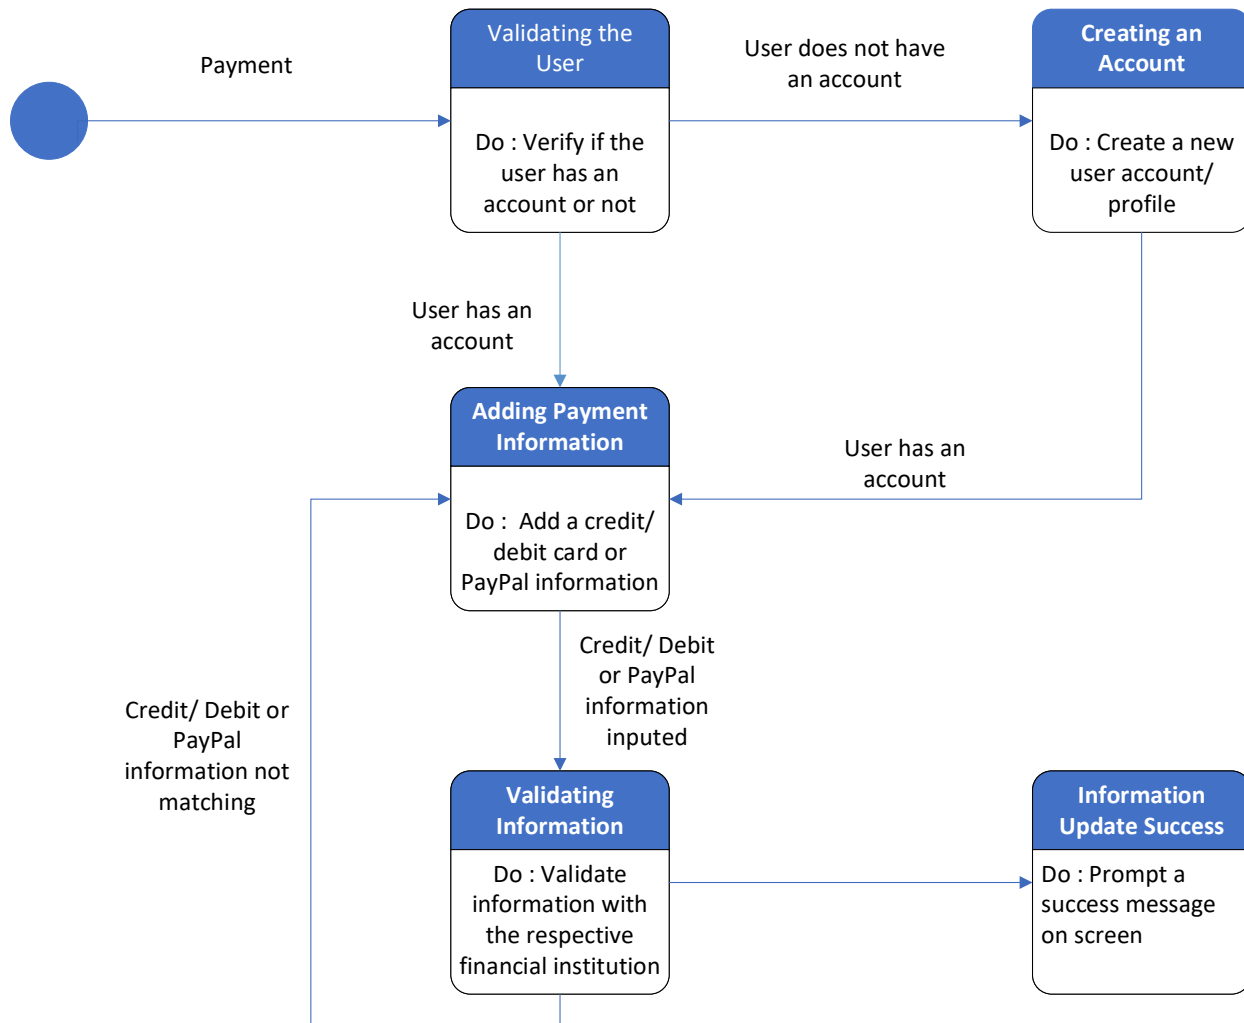 Payment
Validating the
User
Do : Verify if the
user has an
account or not
User does not have
an account
Creating an
Account
Do : Create a new
user account/
profile
User has an
account
Adding Payment
Information
Do :  Add a credit/
debit card or
PayPal information
User has an
account
Credit/ Debit
or PayPal
information
inputed
Credit/ Debit or
PayPal
information not
matching
Validating
Information
Do : Validate
information with
the respective
financial institution
Information
Update Success
Do : Prompt a
success message
on screen